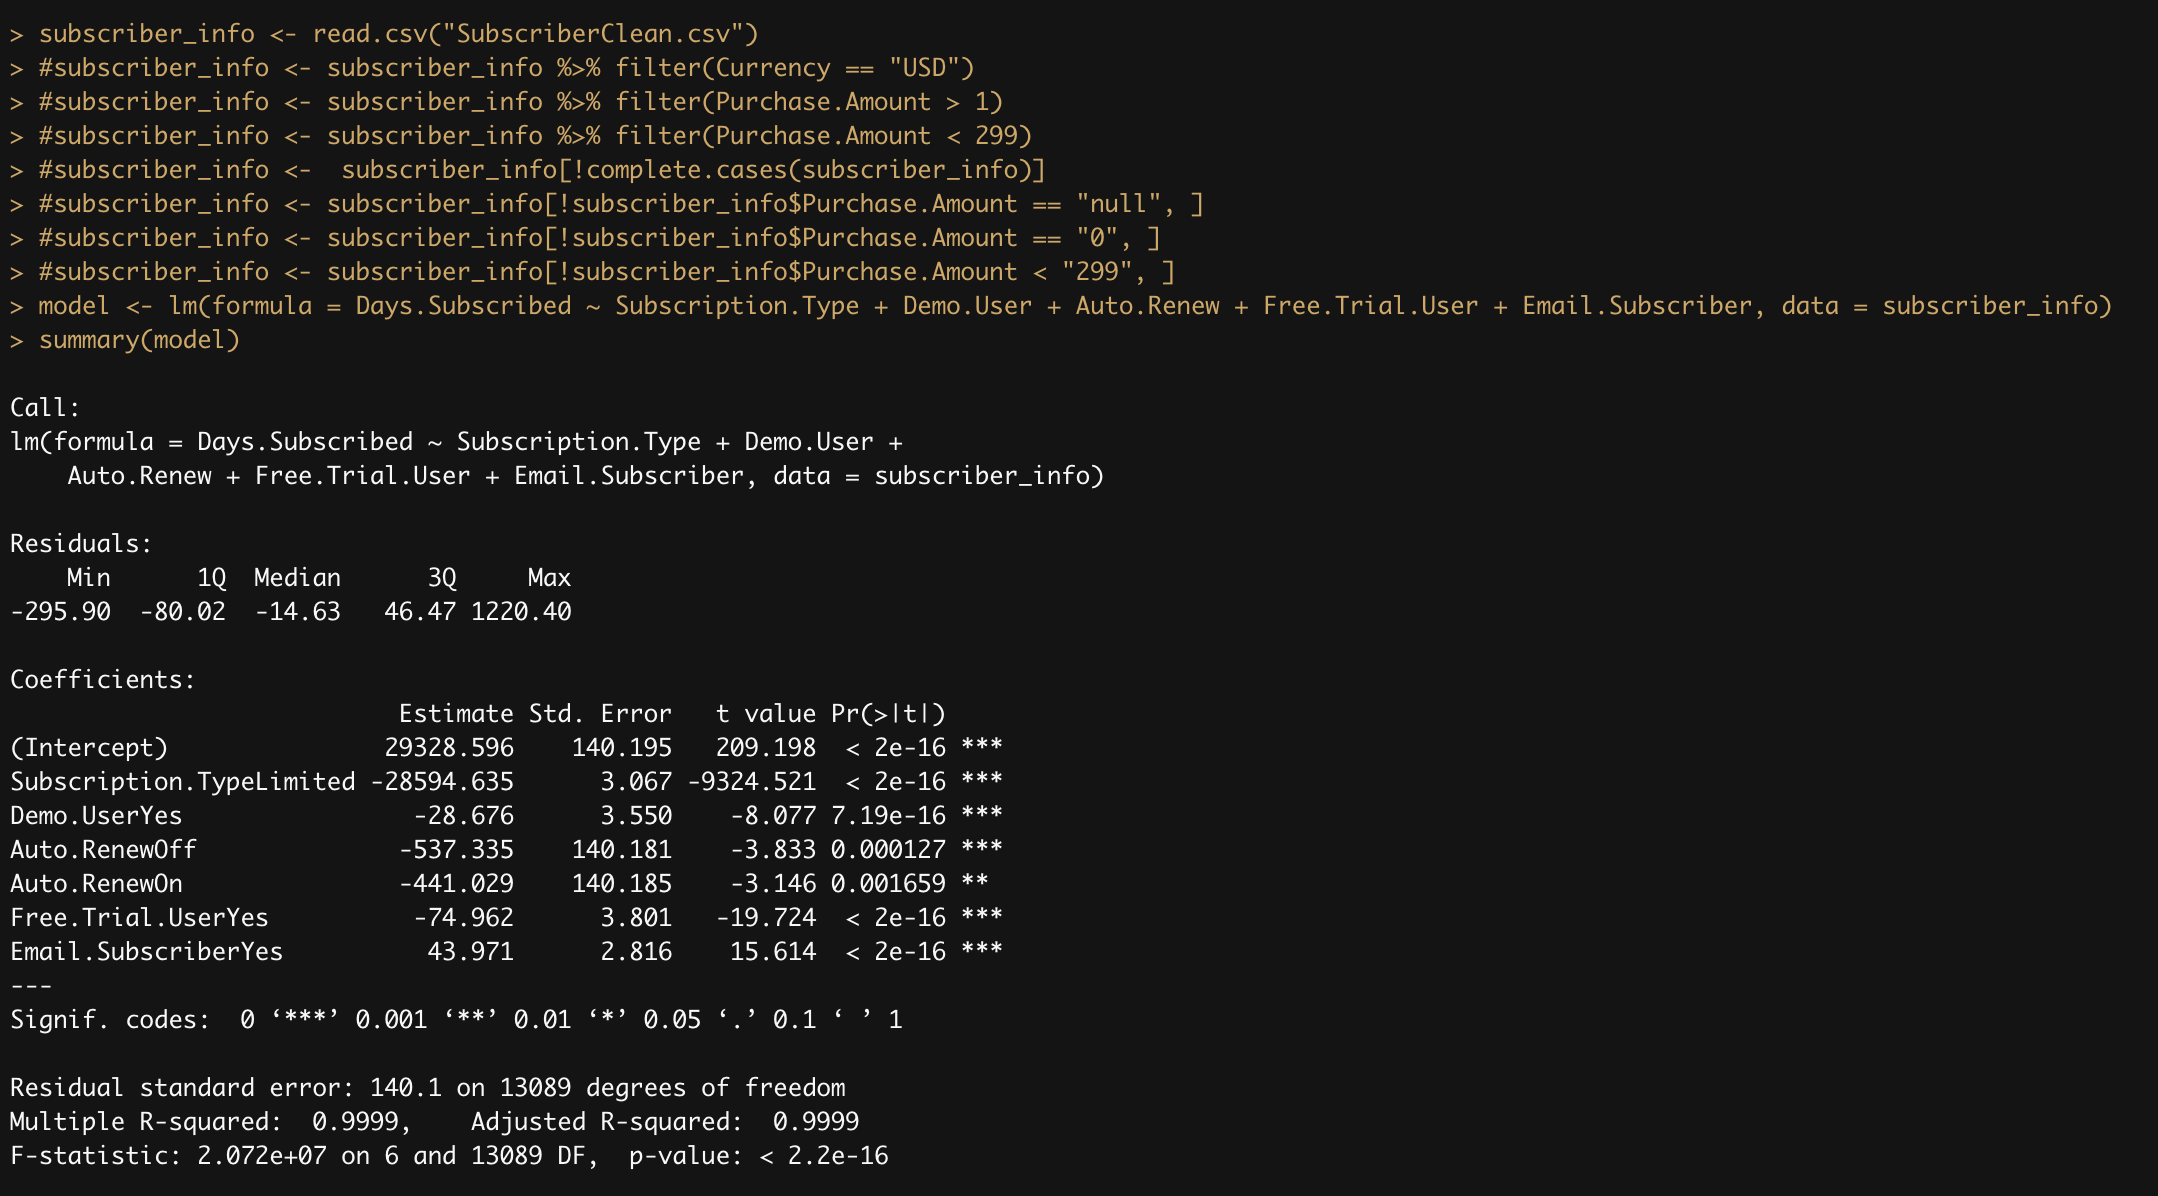 > subscriber_info <- read.csv("SubscriberClean.csv")
> #subscriber_info <- subscriber_info %>% filter(Currency == "USD")
> #subscriber_info <- subscriber_info %>% filter(Purchase.Amount > 1)
> #subscriber_info <- subscriber_info %>% filter(Purchase.Amount < 299)
> #subscriber_info <-  subscriber_info[!complete.cases(subscriber_info)]
> #subscriber_info <- subscriber_info[!subscriber_info$Purchase.Amount == "null", ]
> #subscriber_info <- subscriber_info[!subscriber_info$Purchase.Amount == "0", ]
> #subscriber_info <- subscriber_info[!subscriber_info$Purchase.Amount < "299", ]
> model <- lm(formula = Days.Subscribed ~ Subscription.Type + Demo.User + Auto.Renew + Free.Trial.User + Email.Subscriber, data = subscriber_info)
> summary(model)

Call:
lm(formula = Days.Subscribed ~ Subscription.Type + Demo.User +
    Auto.Renew + Free.Trial.User + Email.Subscriber, data = subscriber_info)

Residuals:
    Min      1Q  Median      3Q     Max
-295.90  -80.02  -14.63   46.47 1220.40

Coefficients:
                           Estimate Std. Error   t value Pr(>|t|)
(Intercept)               29328.596    140.195   209.198  < 2e-16 ***
Subscription.TypeLimited -28594.635      3.067 -9324.521  < 2e-16 ***
Demo.UserYes                -28.676      3.550    -8.077 7.19e-16 ***
Auto.RenewOff              -537.335    140.181    -3.833 0.000127 ***
Auto.RenewOn               -441.029    140.185    -3.146 0.001659 **
Free.Trial.UserYes          -74.962      3.801   -19.724  < 2e-16 ***
Email.SubscriberYes          43.971      2.816    15.614  < 2e-16 ***
---
Signif. codes:  0 ‘***’ 0.001 ‘**’ 0.01 ‘*’ 0.05 ‘.’ 0.1 ‘ ’ 1

Residual standard error: 140.1 on 13089 degrees of freedom
Multiple R-squared:  0.9999,    Adjusted R-squared:  0.9999
F-statistic: 2.072e+07 on 6 and 13089 DF,  p-value: < 2.2e-16